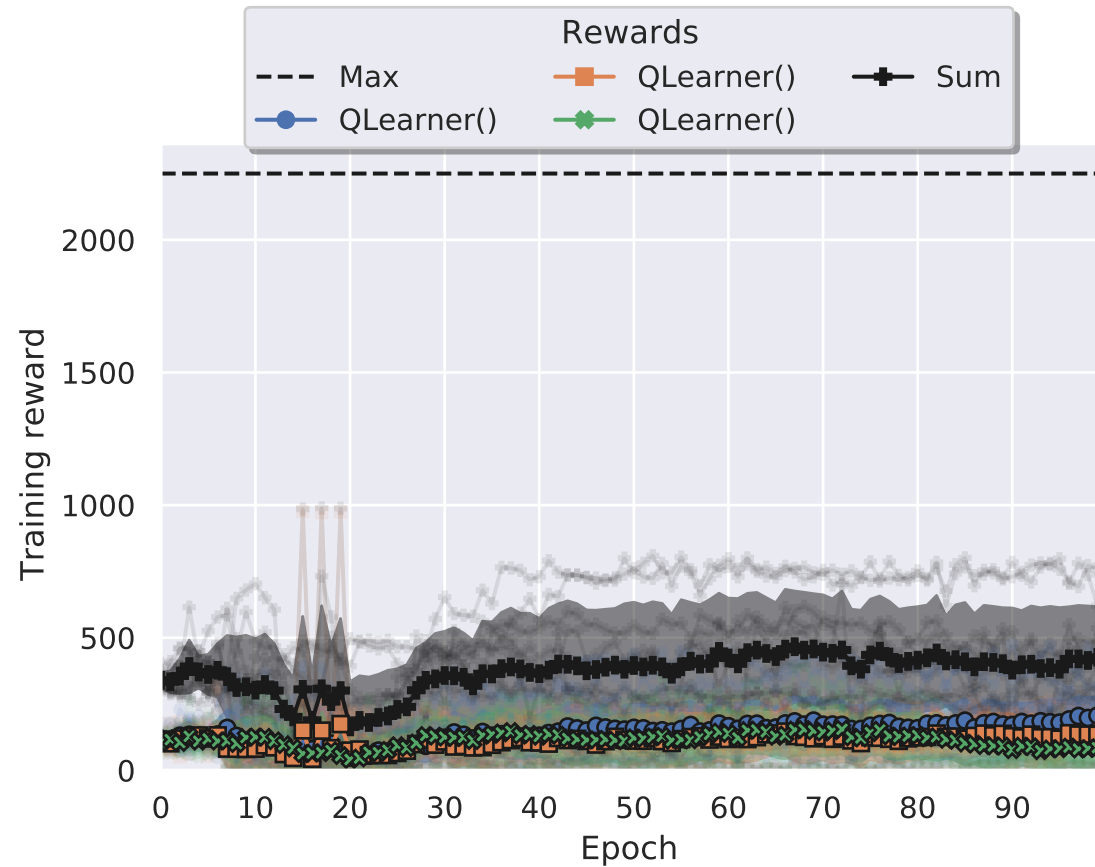 Rewards
Max QLearner() Sum
QLearner() QLearner()
2000
1500
1000
500
0
Training reward
0 10 20 30 40 50 60 70 80 90
Epoch